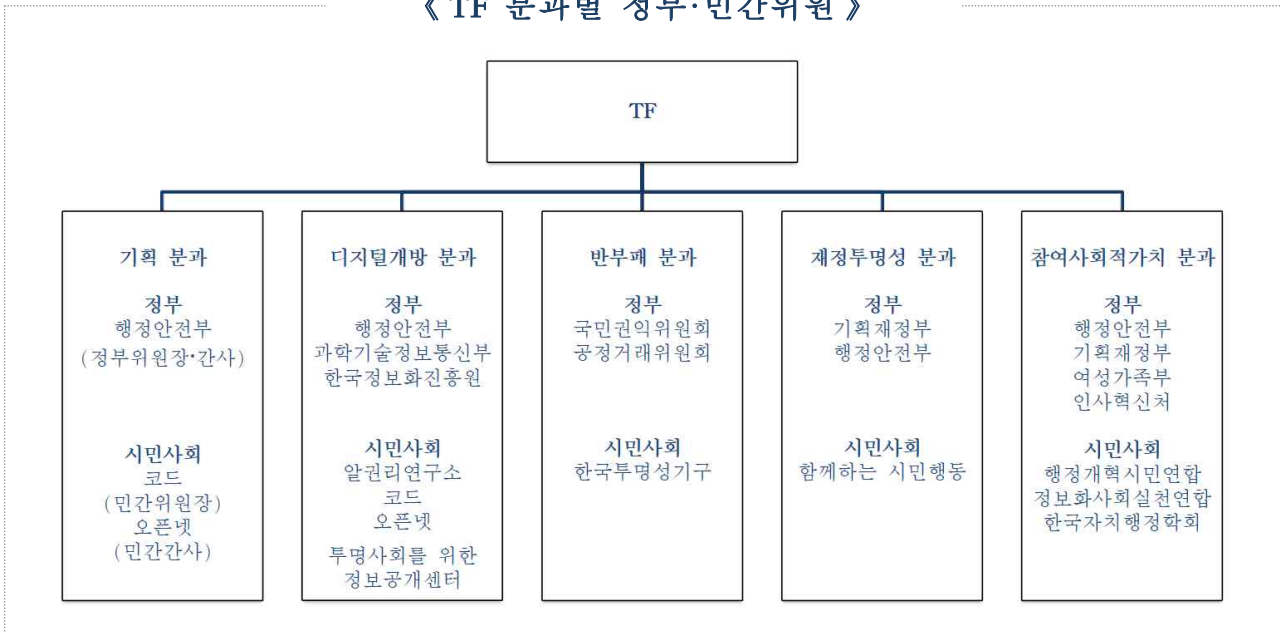 《 TF 분과별 정부·민간위원 》
TF
기획 분과
정부
행정안전부
(정부위원장·간사)
시민사회
코드
(민간위원장)
오픈넷
(민간간사)
디지털개방 분과
정부
행정안전부
과학기술정보통신부
한국정보화진흥원
시민사회
알권리연구소
코드
오픈넷
투명사회를 위한
정보공개센터
반부패 분과
정부
국민권익위원회
공정거래위원회
시민사회
한국투명성기구
재정투명성 분과
정부
기획재정부
행정안전부
시민사회
함께하는 시민행동
참여사회적가치 분과
정부
행정안전부
기획재정부
여성가족부
인사혁신처
시민사회
행정개혁시민연합
정보화사회실천연합
한국자치행정학회